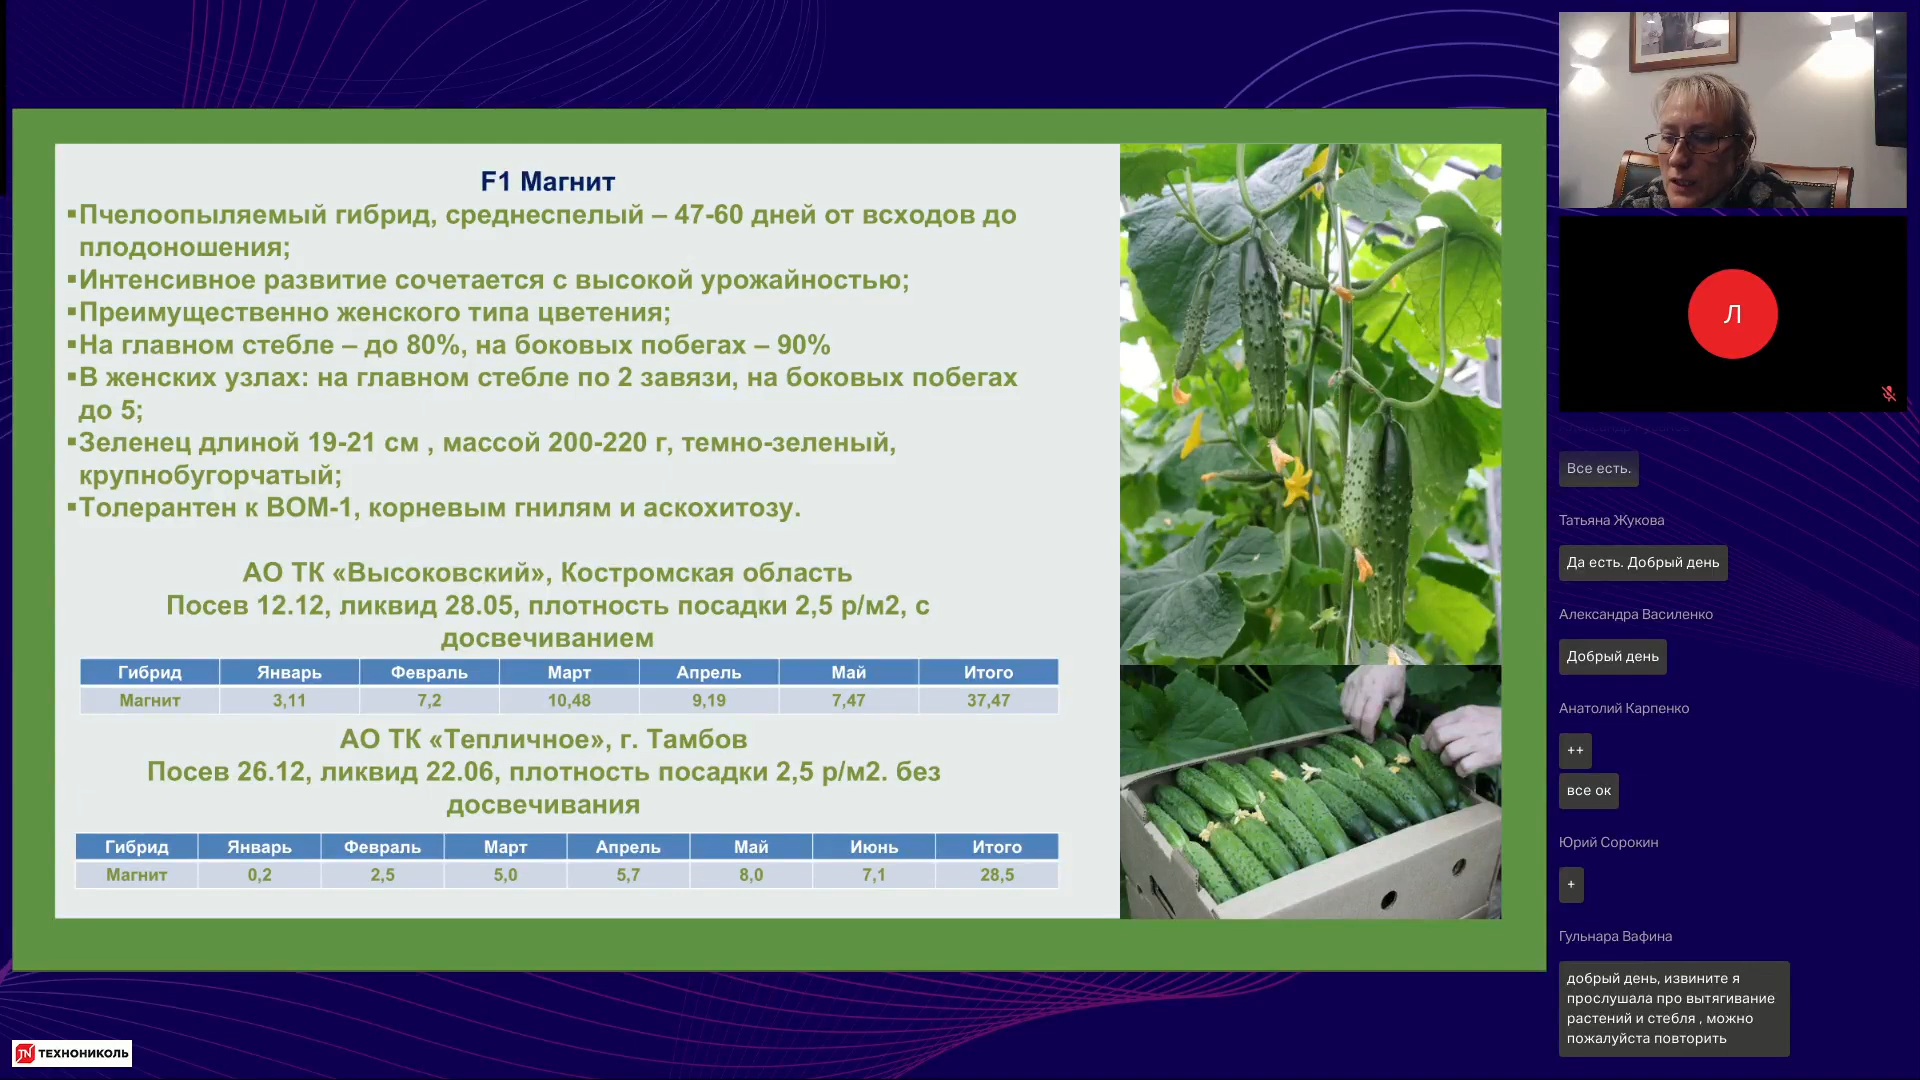 F1 Магнит
▪Пчелоопыляемый гибрид, среднеспелый – 47-60 дней от всходов до
плодоношения;
▪Интенсивное развитие сочетается с высокой урожайностью;
▪Преимущественно женского типа цветения;
▪На главном стебле – до 80%, на боковых побегах – 90%
▪В женских узлах: на главном стебле по 2 завязи, на боковых побегах
до 5;
▪Зеленец длиной 19-21 см , массой 200-220 г, темно-зеленый,
крупнобугорчатый;
▪Толерантен к ВОМ-1, корневым гнилям и аскохитозу.
АО ТК «Высоковский», Костромская область
Посев 12.12, ликвид 28.05, плотность посадки 2,5 р/м2, с
досвечиванием
Гибрид Январь Февраль Март Апрель Май Итого
Магнит 3,11 7,2 10,48 9,19 7,47 37,47
АО ТК «Тепличное», г. Тамбов
Посев 26.12, ликвид 22.06, плотность посадки 2,5 р/м2. без
досвечивания
Гибрид Январь Февраль Март Апрель Май Июнь Итого
Магнит 0,2 2,5 5,0 5,7 8,0 7,1 28,5
ТЕХНОНИКОЛЬ
Л
Все есть.
Татьяна Жукова
Да есть. Добрый день
Александра Василенко
Добрый день
Анатолий Карпенко
++
все ок
Юрий Сорокин
+
Гульнара Вафина
добрый день, извините я
прослушала про вытягивание
растений и стебля , можно
пожалуйста повторить